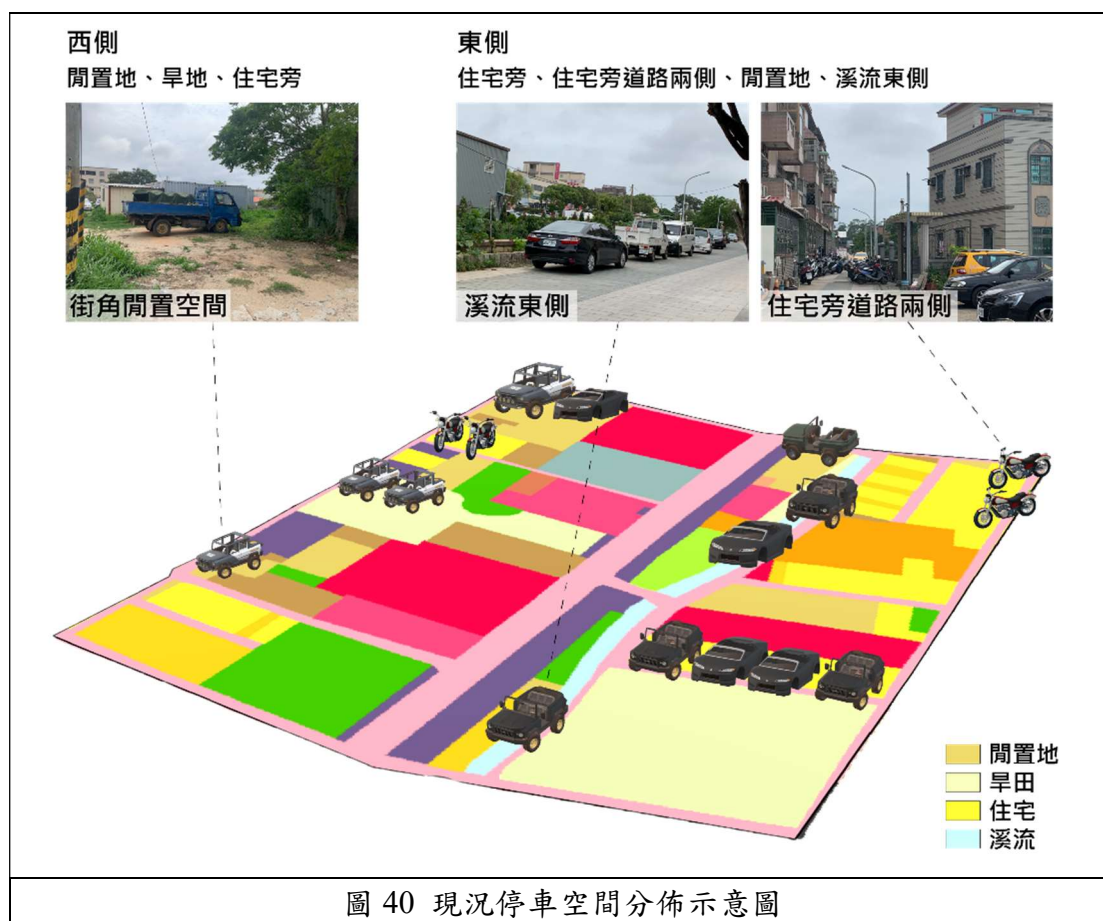 西側
閒置地、旱地、住宅旁
東側
住宅旁、住宅旁道路兩側、閒置地、溪流東側
街角閒置空間
溪流東側
住宅旁道路兩側
閒置地
旱田
住宅
溪流
圖 40 現況停車空間分佈示意圖